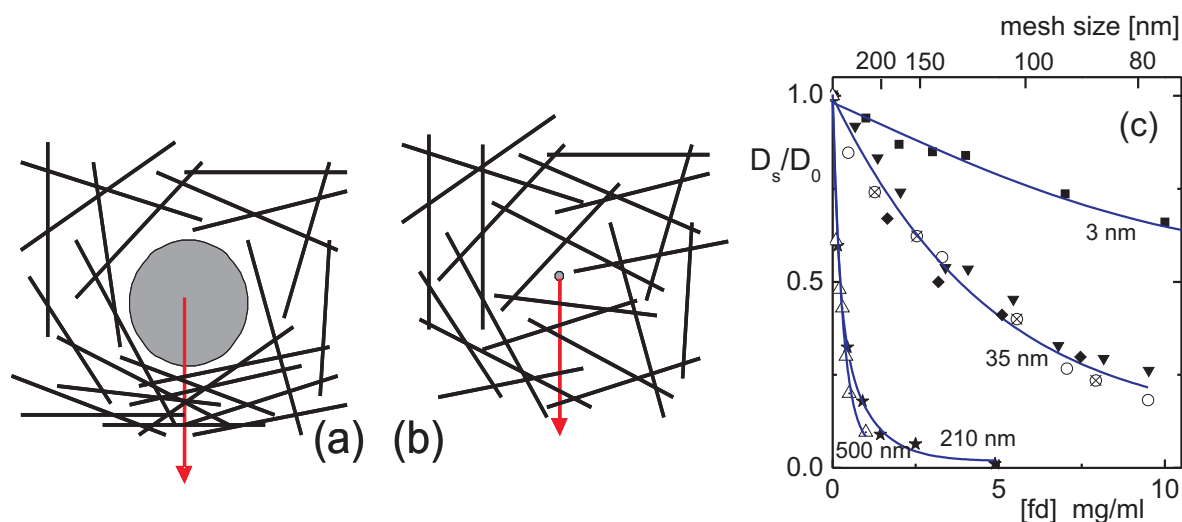 (a)
(b)
mesh size [nm]
200 150 100 80
1.0
(c)
D_s/D_0
3 nm
0.5
35 nm
500 nm 210 nm
0.0
0 5 10
[fd] mg/ml